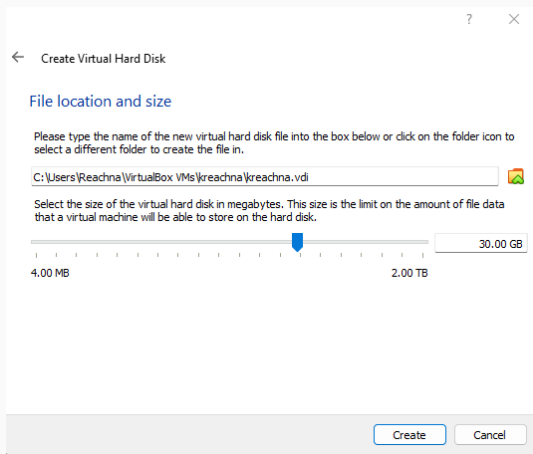 ?
Create Virtual Hard Disk
File location and size
Please type the name of the new virtual hard disk file into the box below or click on the folder icon to
select a different folder to create the file in.
C:\Users\Reachna\VirtualBox VMs\kreachna\kreachna.vdi
Select the size of the virtual hard disk in megabytes. This size is the limit on the amount of file data
that a virtual machine will be able to store on the hard disk.
30.00 GB
4.00 MB 2.00 TB
Create Cancel